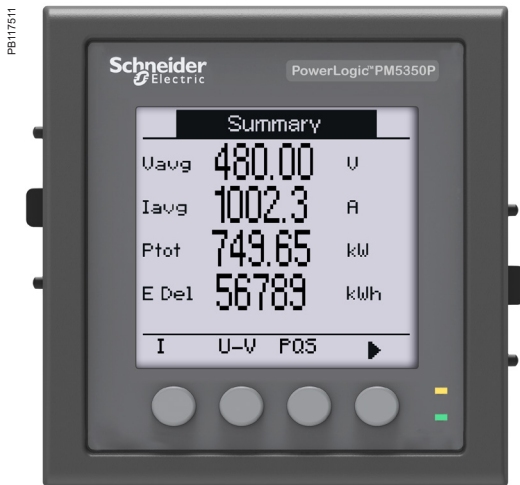 PB117511
Schneider
Electric
PowerLogic™PM5350P
Summary
Vavg 480.00 V
Iavg 1002.3 A
Ptot 749.65 kW
E Del 56789 kWh
I U-V PQS